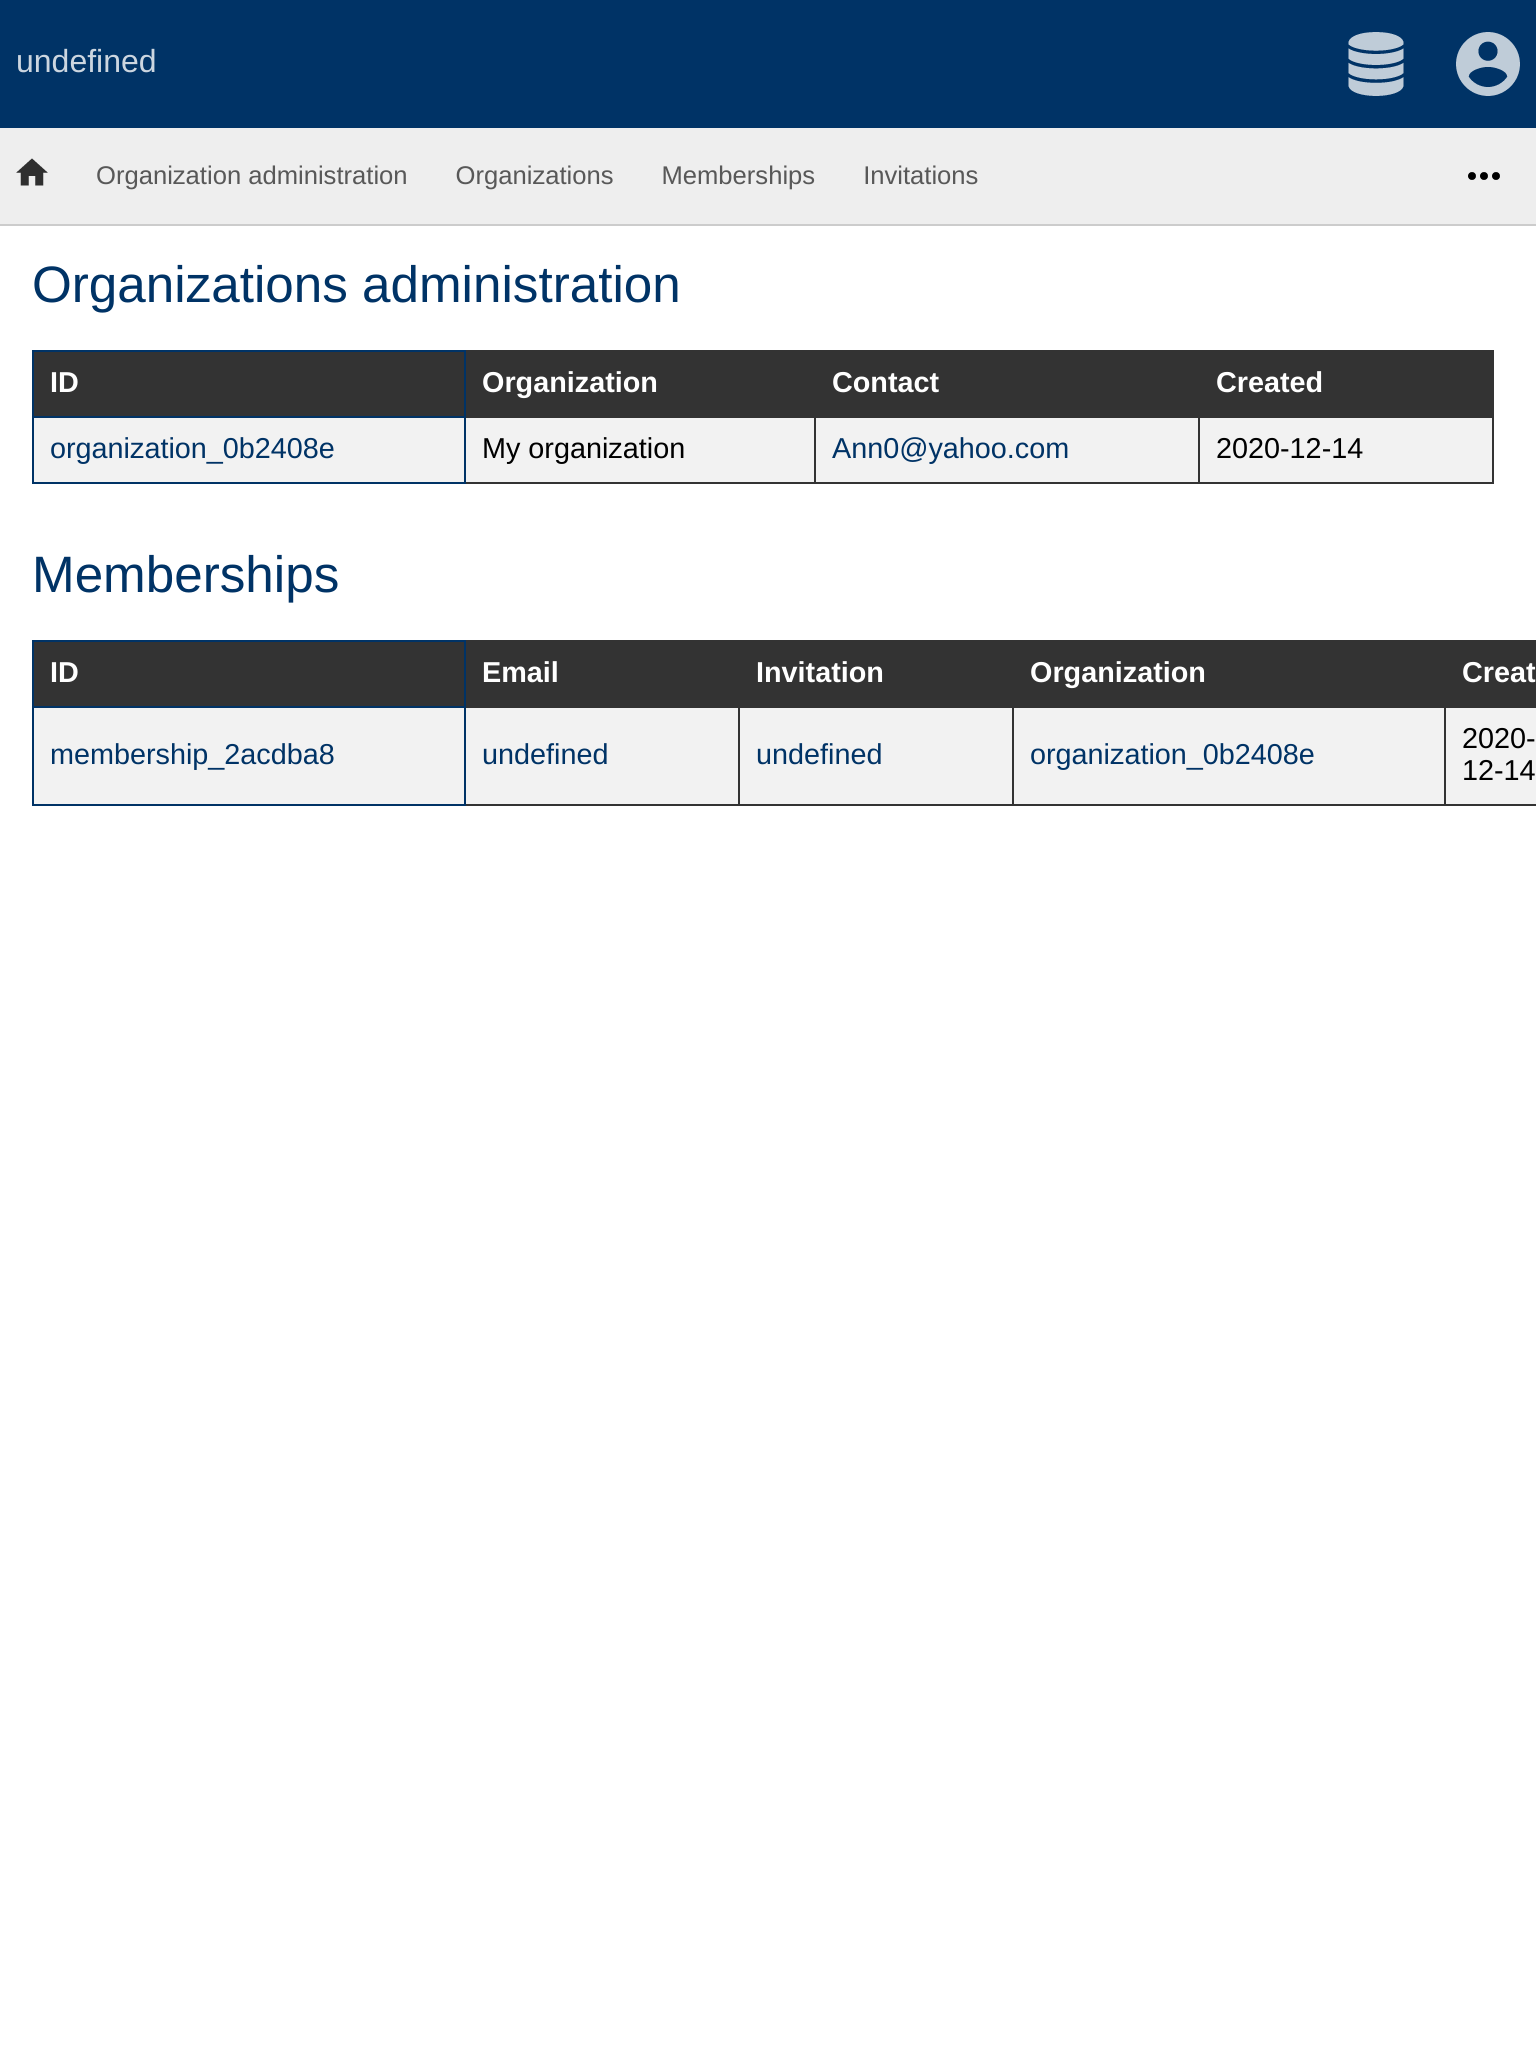 undefined
Organization administration Organizations Memberships Invitations
Organizations administration
ID Organization Contact Created
organization_0b2408e My organization Ann0@yahoo.com 2020-12-14
Memberships
ID Email Invitation Organization Creat
membership_2acdba8 undefined undefined organization_0b2408e 2020-
12-14